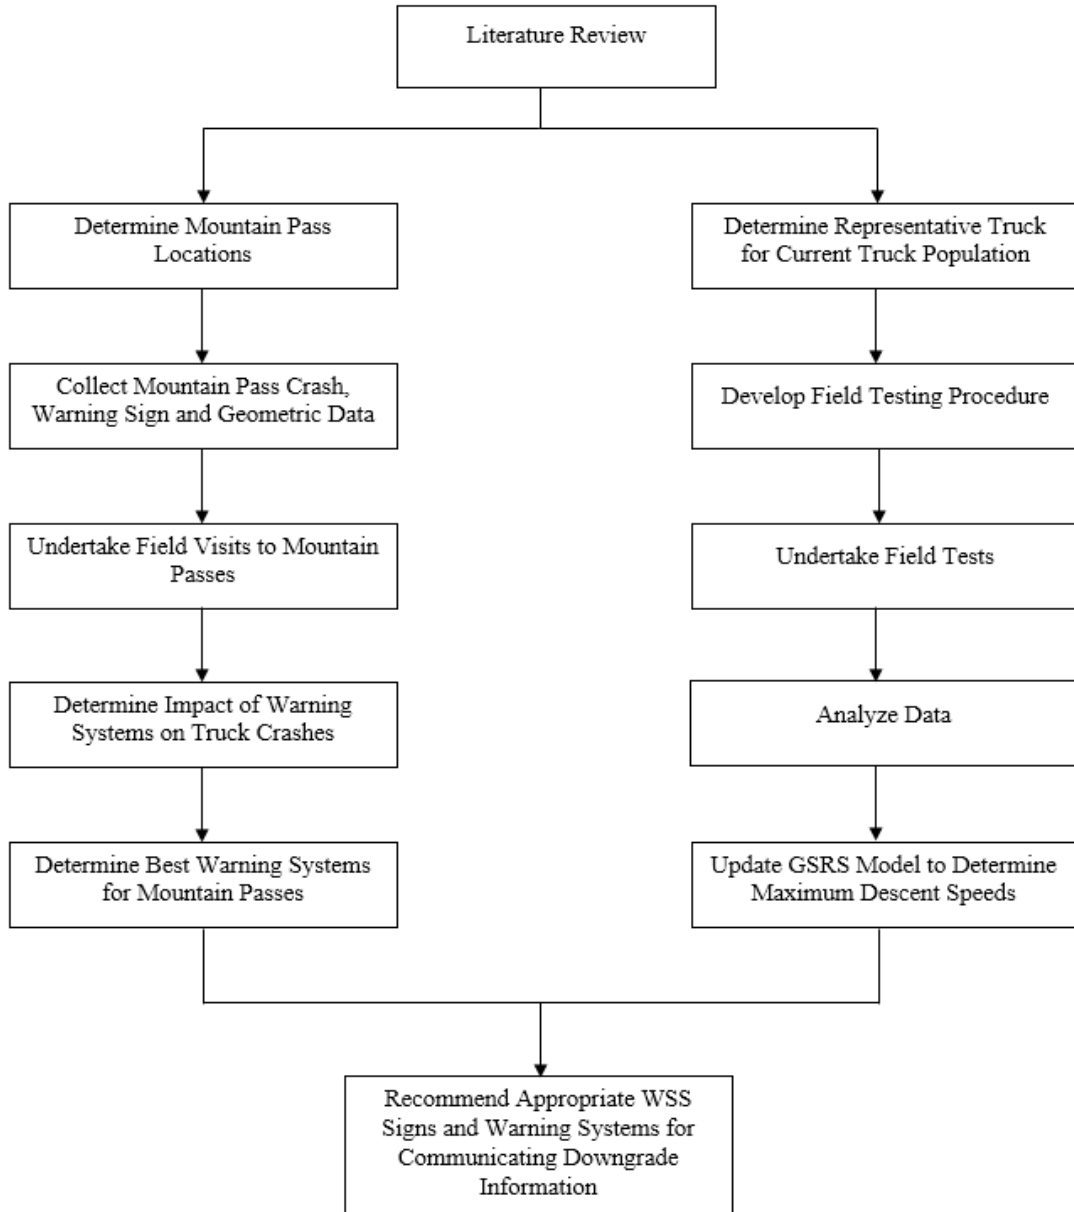 Literature Review
Determine Mountain Pass
Locations
Collect Mountain Pass Crash,
Warning Sign and Geometric Data
Undertake Field Visits to Mountain
Passes
Determine Impact of Warning
Systems on Truck Crashes
Determine Best Warning Systems
for Mountain Passes
Determine Representative Truck
for Current Truck Population
Develop Field Testing Procedure
Undertake Field Tests
Analyze Data
Update GSRS Model to Determine
Maximum Descent Speeds
Recommend Appropriate WSS
Signs and Warning Systems for
Communicating Downgrade
Information